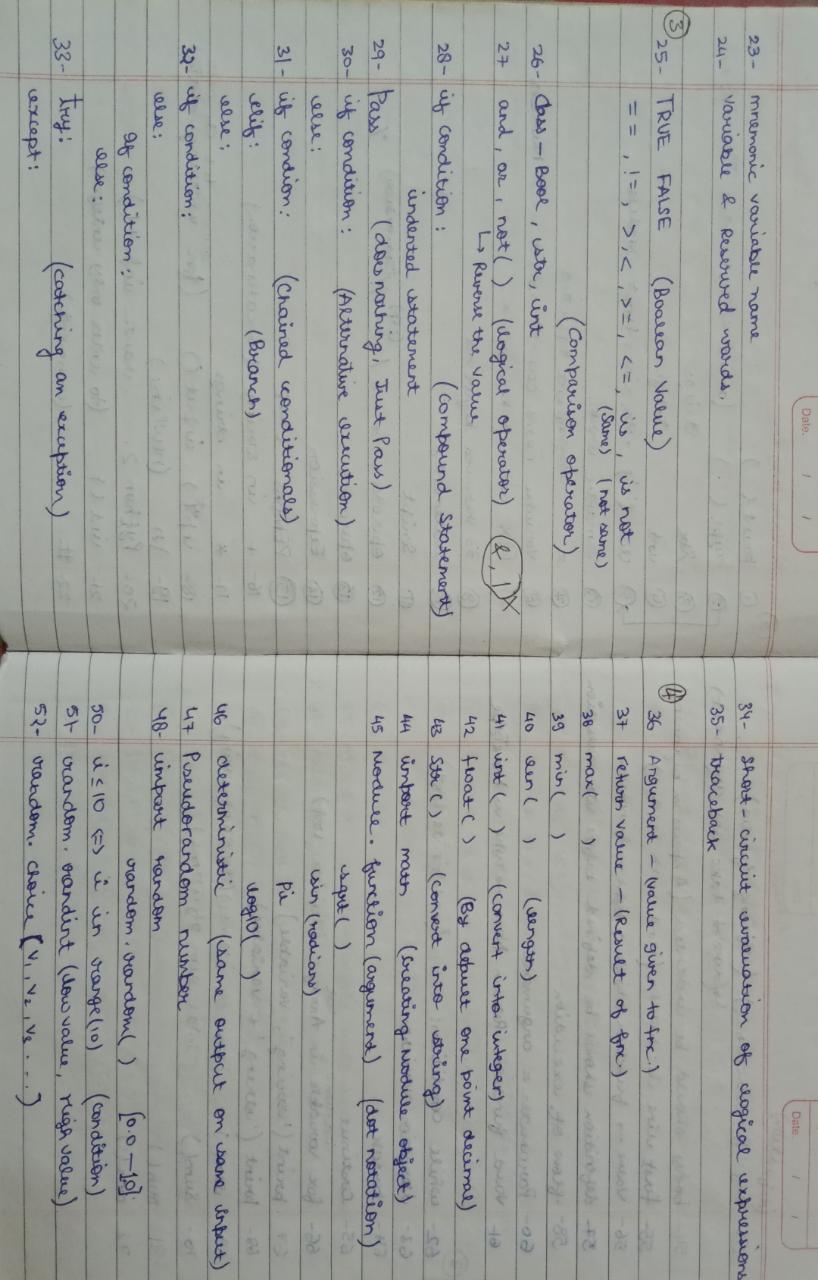 Date. / /
23- mnemonic variable name
24- variable & Reserved words.
③
25- TRUE FALSE (Boolean Value)
==, !=, >, <, >=, <=, is, is not
(same) (not same)
(Comparison operator)
26- Class - Bool, str, int
27 and, or, not( ) (logical operator) &, | X
↳ Reverse the value
28- if condition : (Compound Statement)
indented statement
29- Pass (does nothing, Just Pass)
30- if condition : (Alternative execution)
else :
31- if condion : (Chained conditionals)
elif : (Branch)
else :
32- if condition :
else :
if condition :
else :
33- try : (catching an exception)
except :
Date / /
34- Short-circuit evaluation of logical expressions
35- traceback
④
36 Argument - (value given to fnc.)
37 return value - (Result of fnc.)
38 max( )
39 min( )
40 len( ) (length)
41 int( ) (convert into integer)
42 float( ) (By default one point decimal)
43 Str( ) (convert into string)
44 import math (creating Module object)
45 Module. function (argument) (dot notation)
sqrt( )
sin (radians)
pi
log10( )
46 deterministic (same output on same input)
47 Pseudorandom number
48- import random
random. random( ) [0.0 - 1.0]
50- i ≤ 10 <=> i in range(10) (condition)
51- random. randint (low value, High value)
52- random. choice [v1, v2, v3 ....)